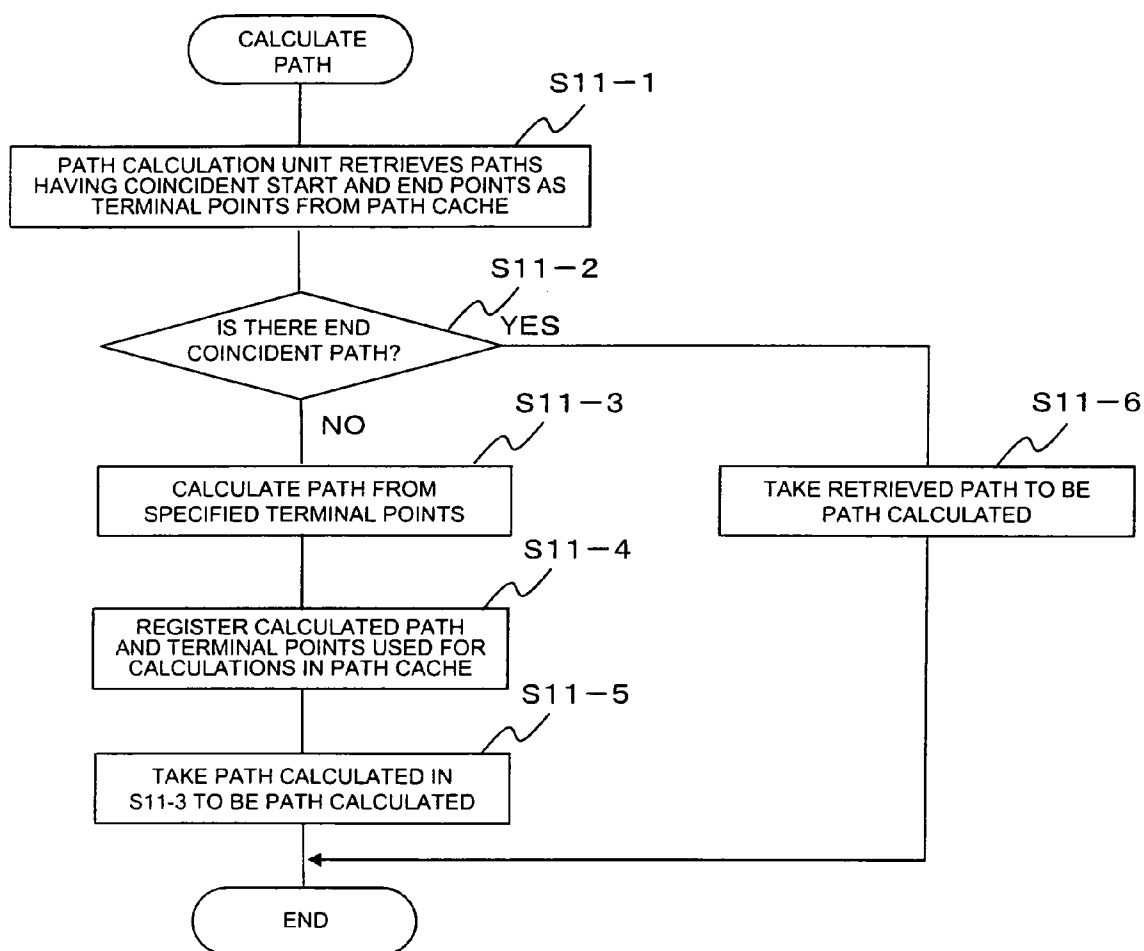 CALCULATE
PATH
S11-1
PATH CALCULATION UNIT RETRIEVES PATHS
HAVING COINCIDENT START AND END POINTS AS
TERMINAL POINTS FROM PATH CACHE
S11-2
IS THERE END
COINCIDENT PATH?
YES
NO
S11-3
CALCULATE PATH FROM
SPECIFIED TERMINAL POINTS
S11-6
TAKE RETRIEVED PATH TO BE
PATH CALCULATED
S11-4
REGISTER CALCULATED PATH
AND TERMINAL POINTS USED FOR
CALCULATIONS IN PATH CACHE
S11-5
TAKE PATH CALCULATED IN
S11-3 TO BE PATH CALCULATED
END